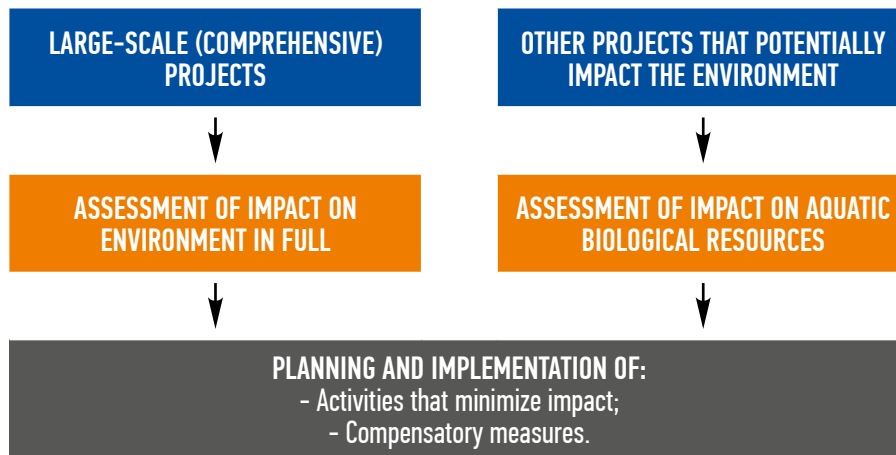 LARGE-SCALE (COMPREHENSIVE)
PROJECTS
OTHER PROJECTS THAT POTENTIALLY
IMPACT THE ENVIRONMENT
ASSESSMENT OF IMPACT ON
ENVIRONMENT IN FULL
ASSESSMENT OF IMPACT ON AQUATIC
BIOLOGICAL RESOURCES
PLANNING AND IMPLEMENTATION OF:
- Activities that minimize impact;
- Compensatory measures.